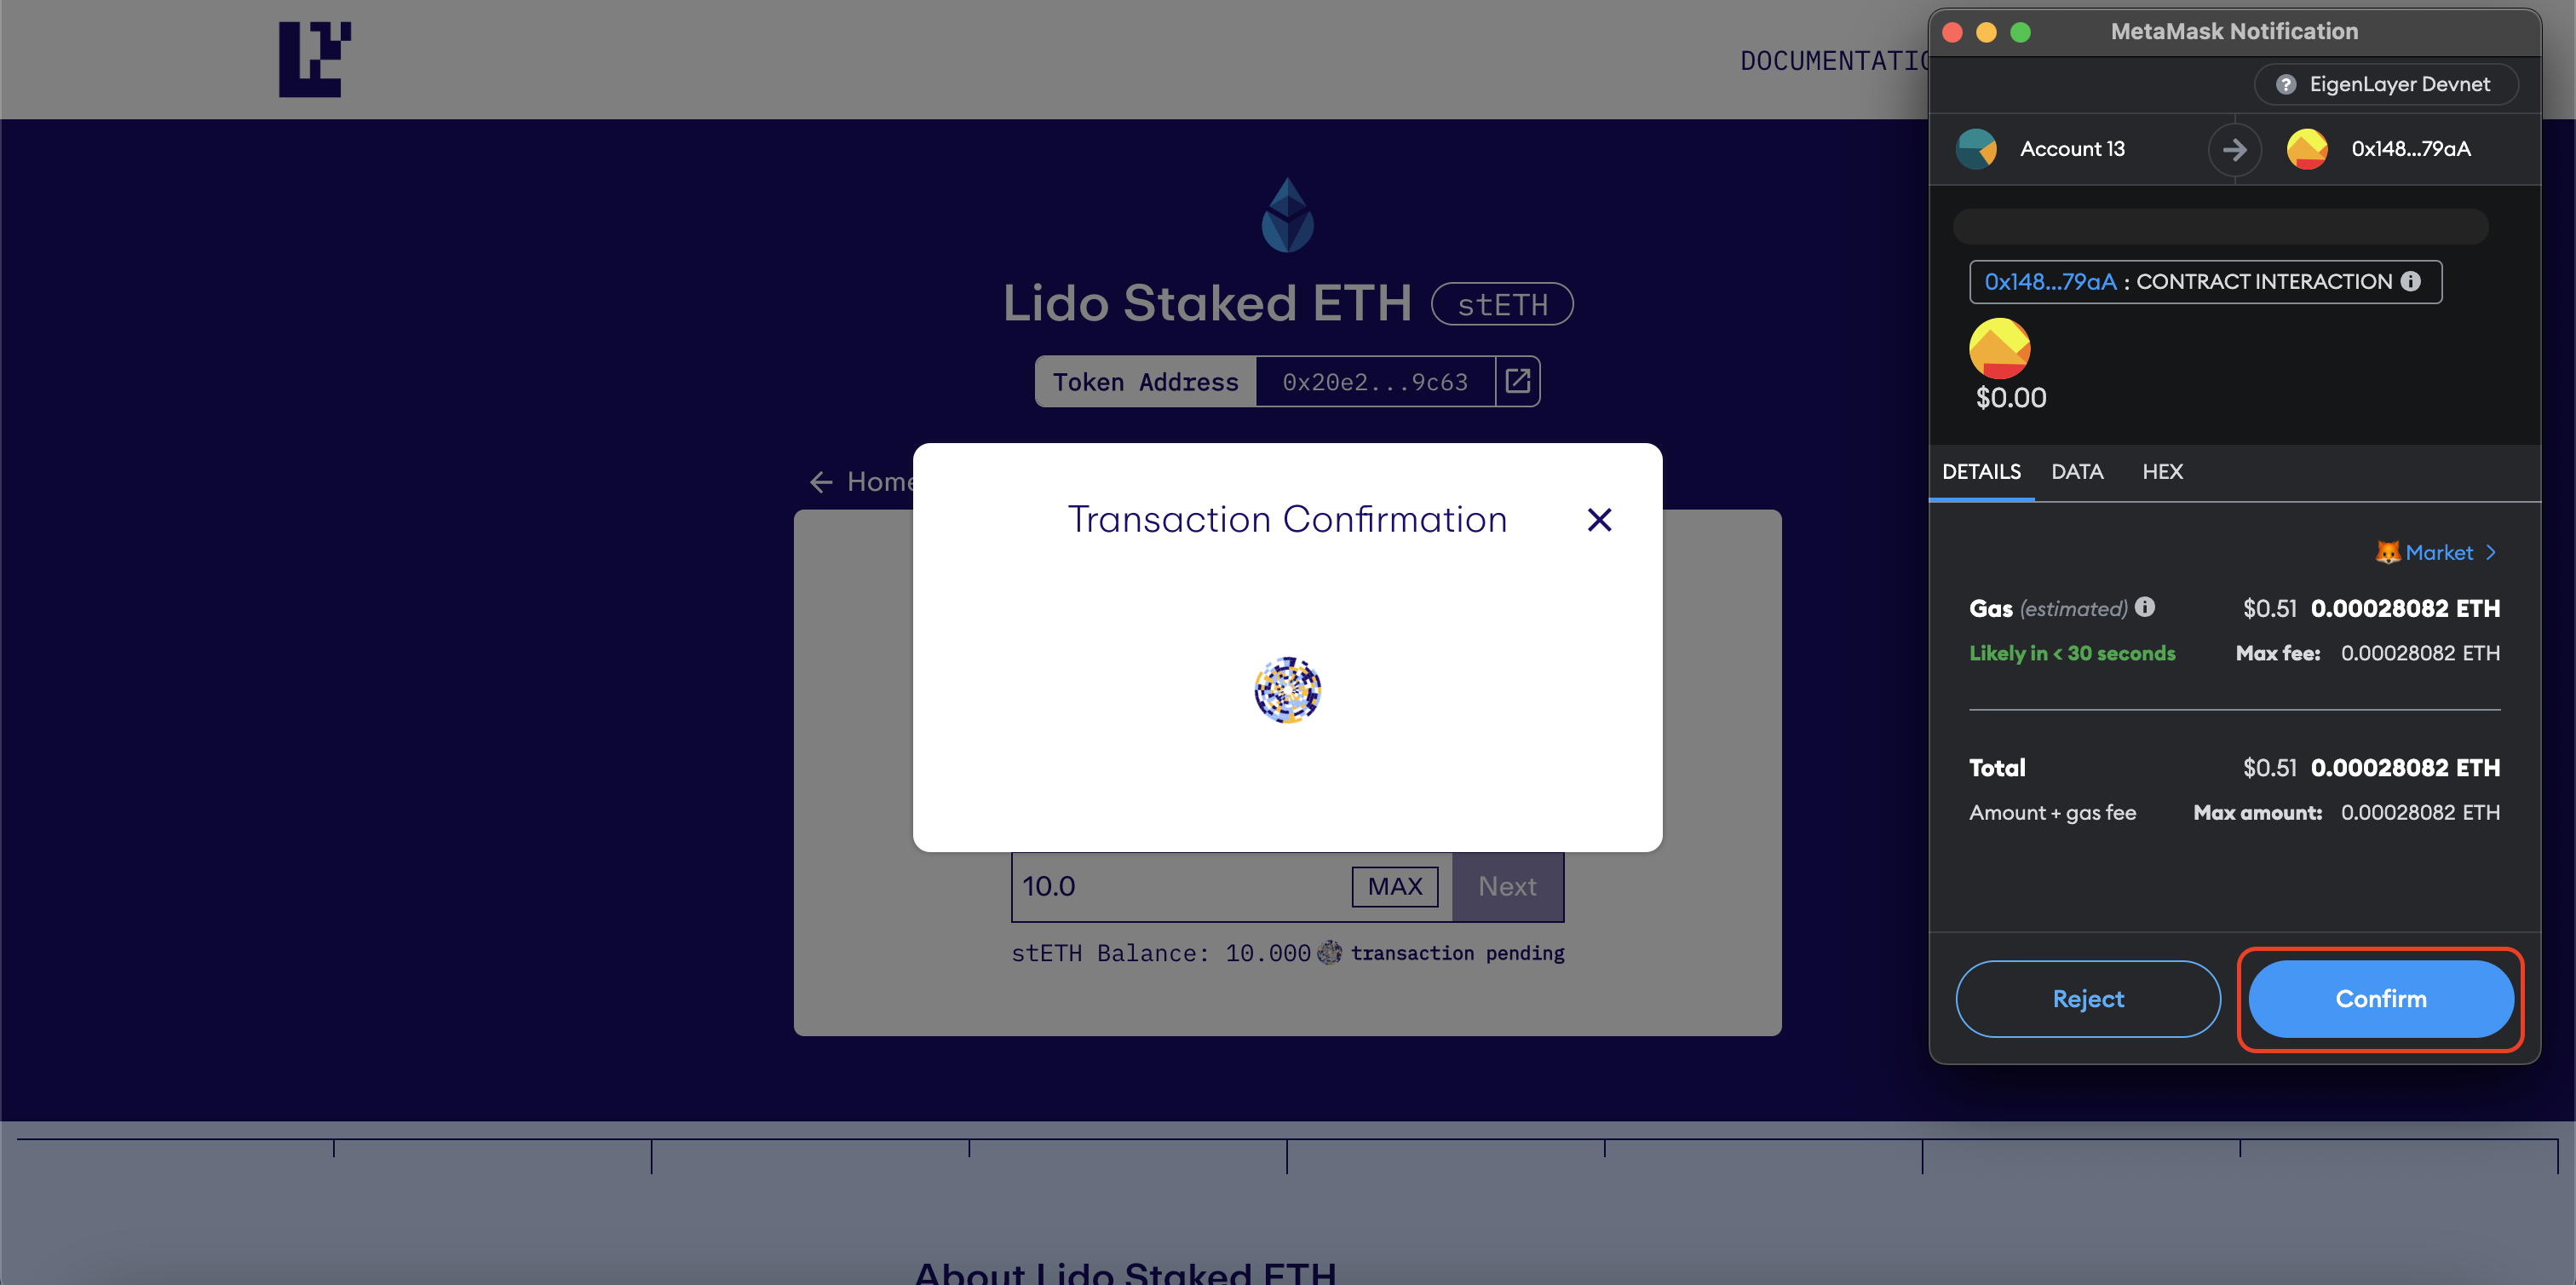 DOCUMENTATIO
Lido Staked ETH stETH
Token Address 0x20e2...9c63
← Home
Transaction Confirmation
10.0 MAX Next
stETH Balance: 10.000 transaction pending
About Lido Staked ETH
MetaMask Notification
? EigenLayer Devnet
Account 13 0x148...79aA
0x148...79aA : CONTRACT INTERACTION
$0.00
DETAILS DATA HEX
Market >
Gas (estimated) $0.51 0.00028082 ETH
Likely in < 30 seconds Max fee: 0.00028082 ETH
Total $0.51 0.00028082 ETH
Amount + gas fee Max amount: 0.00028082 ETH
Reject Confirm